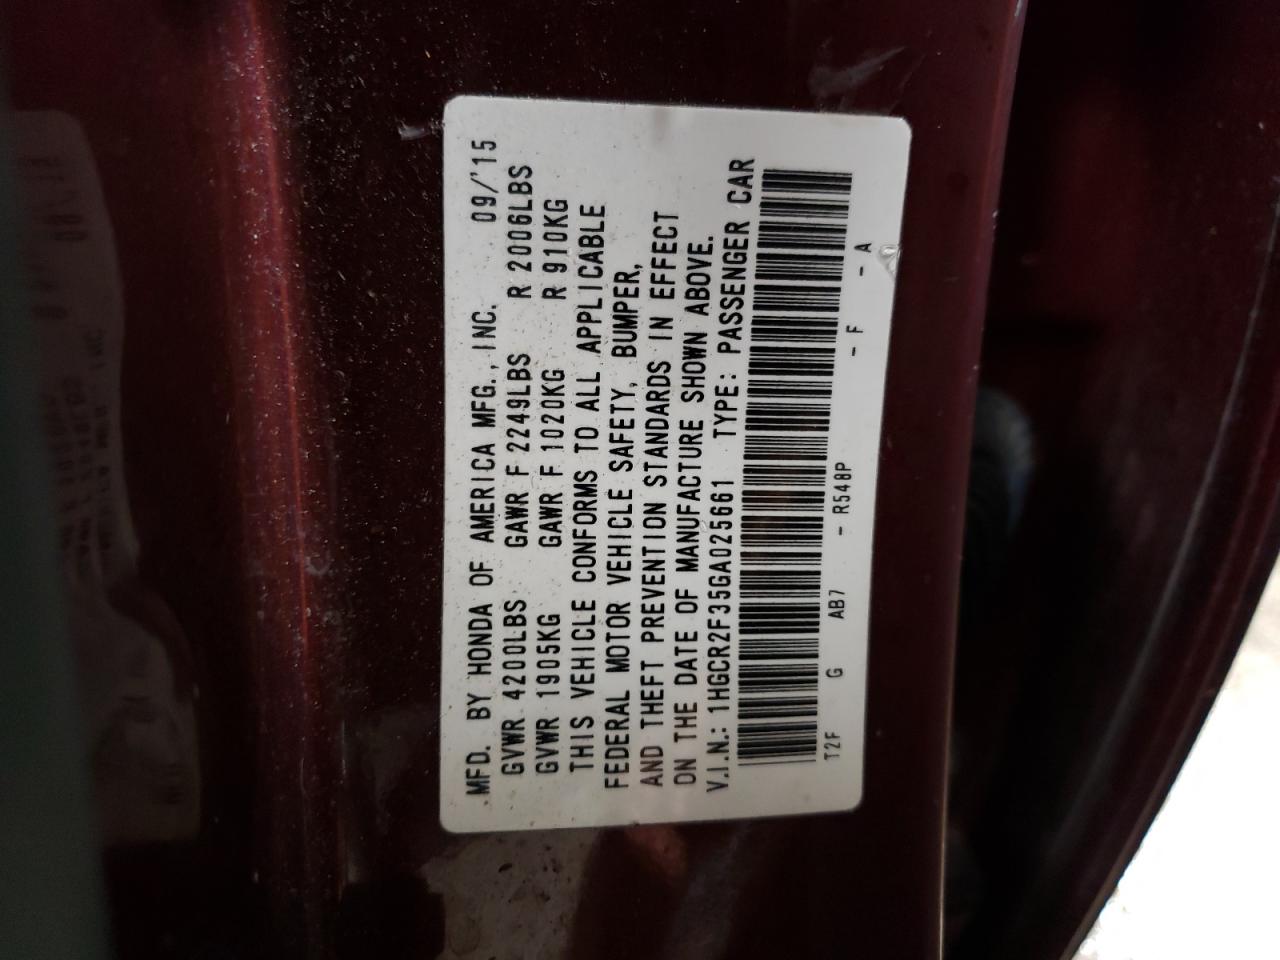 MFD. BY HONDA OF AMERICA MFG., INC. 09/'15
GVWR 4200LBS GAWR F 2249LBS R 2006LBS
GVWR 1905KG GAWR F 1020KG R 910KG
THIS VEHICLE CONFORMS TO ALL APPLICABLE
FEDERAL MOTOR VEHICLE SAFETY, BUMPER,
AND THEFT PREVENTION STANDARDS IN EFFECT
ON THE DATE OF MANUFACTURE SHOWN ABOVE.
V.I.N.: 1HGCR2F35GA025661 TYPE: PASSENGER CAR
T2F G AB7 - R548P - F - A